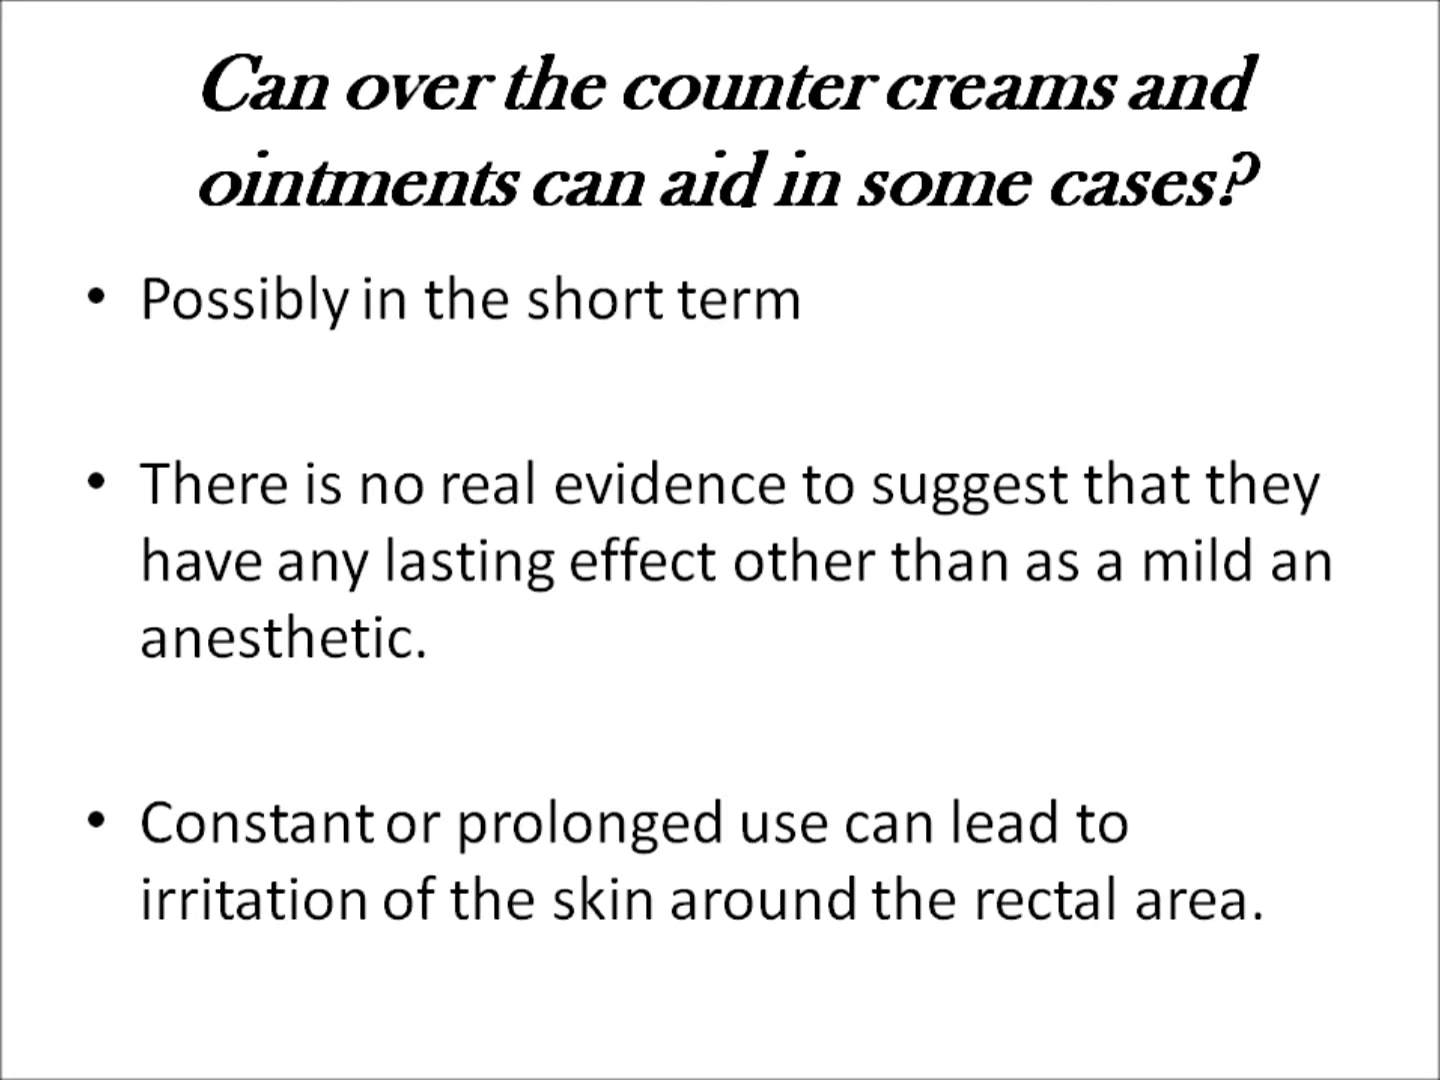 Can over the counter creams and
ointments can aid in some cases?
• Possibly in the short term
• There is no real evidence to suggest that they
have any lasting effect other than as a mild an
anesthetic.
• Constant or prolonged use can lead to
irritation of the skin around the rectal area.